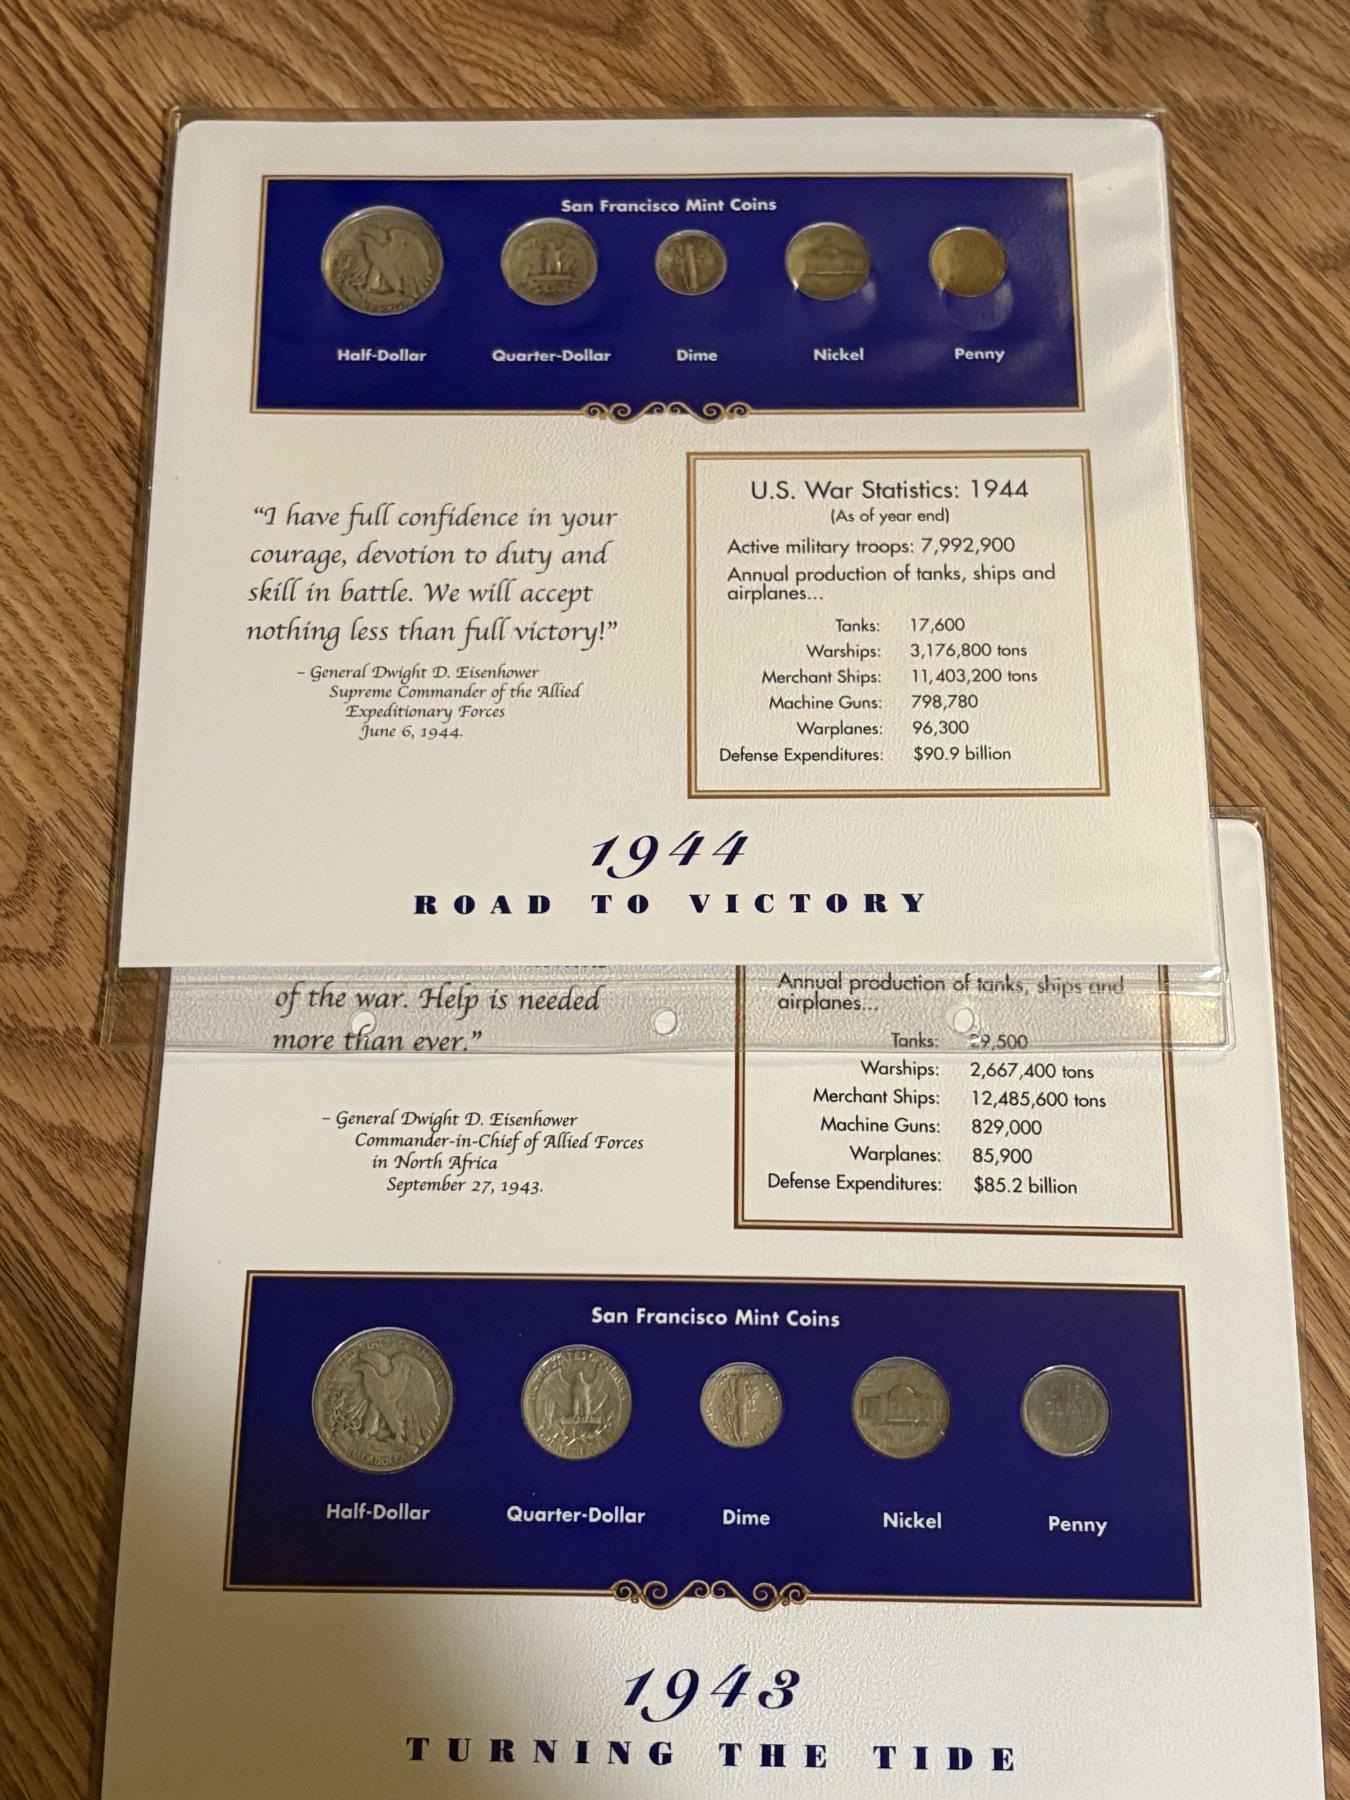 San Francisco Mint Coins
Half-Dollar
Quarter-Dollar
Dime
Nickel
Penny
"I have full confidence in your
courage, devotion to duty and
skill in battle. We will accept
nothing less than full victory!"
– General Dwight D. Eisenhower
Supreme Commander of the Allied
Expeditionary Forces
June 6, 1944.
U.S. War Statistics: 1944
(As of year end)
Active military troops: 7,992,900
Annual production of tanks, ships and
airplanes...
Tanks: 17,600
Warships: 3,176,800 tons
Merchant Ships: 11,403,200 tons
Machine Guns: 798,780
Warplanes: 96,300
Defense Expenditures: $90.9 billion
1944
ROAD TO VICTORY
of the war. Help is needed
more than ever."
– General Dwight D. Eisenhower
Commander-in-Chief of Allied Forces
in North Africa
September 27, 1943.
Annual production of tanks, ships and
airplanes...
Tanks: 29,500
Warships: 2,667,400 tons
Merchant Ships: 12,485,600 tons
Machine Guns: 829,000
Warplanes: 85,900
Defense Expenditures: $85.2 billion
San Francisco Mint Coins
Half-Dollar
Quarter-Dollar
Dime
Nickel
Penny
1943
TURNING THE TIDE